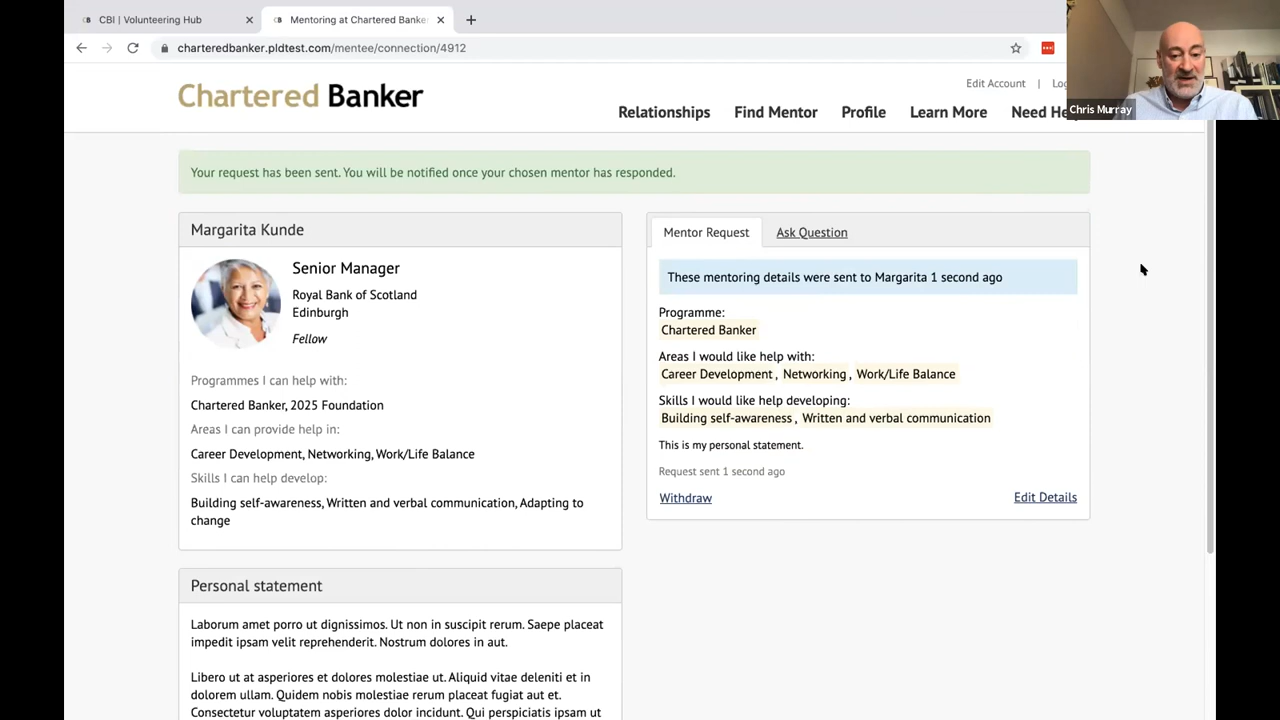 CBI | Volunteering Hub
Mentoring at Chartered Banker
charteredbanker.pldtest.com/mentee/connection/4912
Chris Murray
Edit Account |
Chartered Banker
Relationships Find Mentor Profile Learn More Need
Your request has been sent. You will be notified once your chosen mentor has responded.
Margarita Kunde
Senior Manager
Royal Bank of Scotland
Edinburgh
Fellow
Programmes I can help with:
Chartered Banker, 2025 Foundation
Areas I can provide help in:
Career Development, Networking, Work/Life Balance
Skills I can help develop:
Building self-awareness, Written and verbal communication, Adapting to
change
Mentor Request Ask Question
These mentoring details were sent to Margarita 1 second ago
Programme:
Chartered Banker
Areas I would like help with:
Career Development, Networking, Work/Life Balance
Skills I would like help developing:
Building self-awareness, Written and verbal communication
This is my personal statement.
Request sent 1 second ago
Withdraw Edit Details
Personal statement
Laborum amet porro ut dignissimos. Ut non in suscipit rerum. Saepe placeat
impedit ipsam velit reprehenderit. Nostrum dolores in aut.
Libero ut at asperiores et dolores molestiae ut. Aliquid vitae deleniti et in
dolorem ullam. Quidem nobis molestiae rerum placeat fugiat aut et.
Consectetur voluptatem asperiores dolor incidunt. Qui perspiciatis ipsam ut